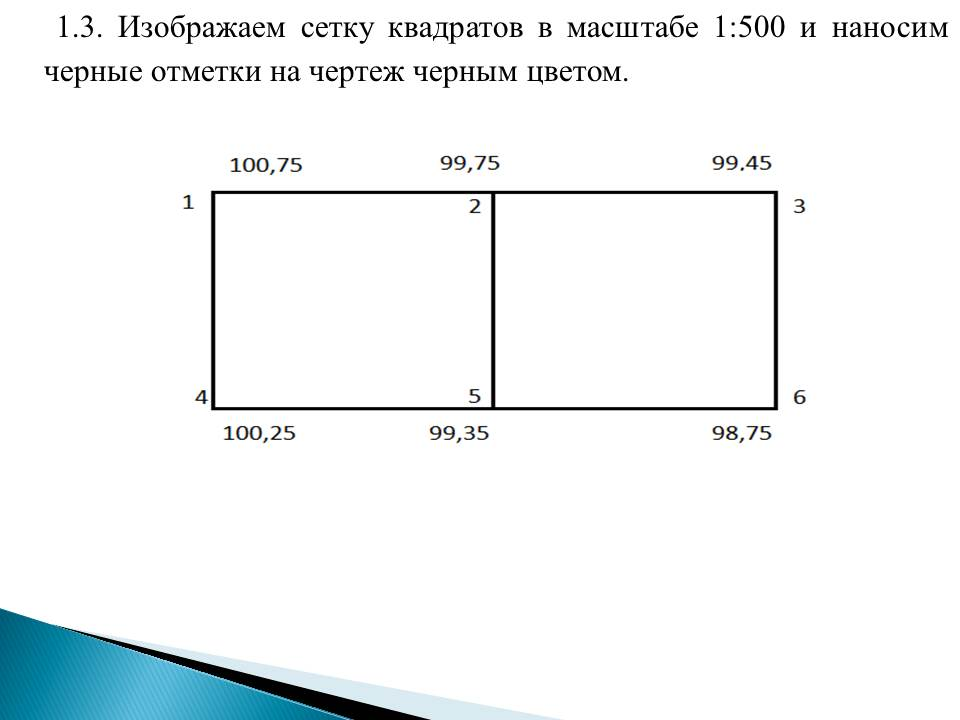 1.3. Изображаем сетку квадратов в масштабе 1:500 и наносим
черные отметки на чертеж черным цветом.
100,75 99,75 99,45
1 2 3
4 5 6
100,25 99,35 98,75